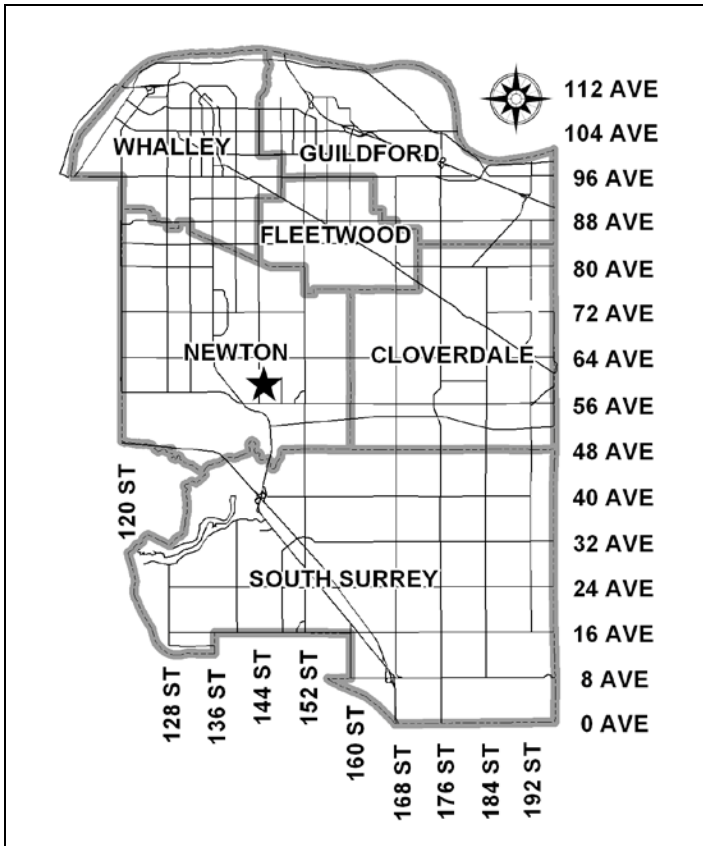 112 AVE
104 AVE
WHALLEY
GUILDFORD
96 AVE
88 AVE
FLEETWOOD
80 AVE
72 AVE
NEWTON
CLOVERDALE
64 AVE
56 AVE
48 AVE
120 ST
40 AVE
32 AVE
SOUTH SURREY
24 AVE
16 AVE
8 AVE
0 AVE
128 ST
136 ST
144 ST
152 ST
160 ST
168 ST
176 ST
184 ST
192 ST